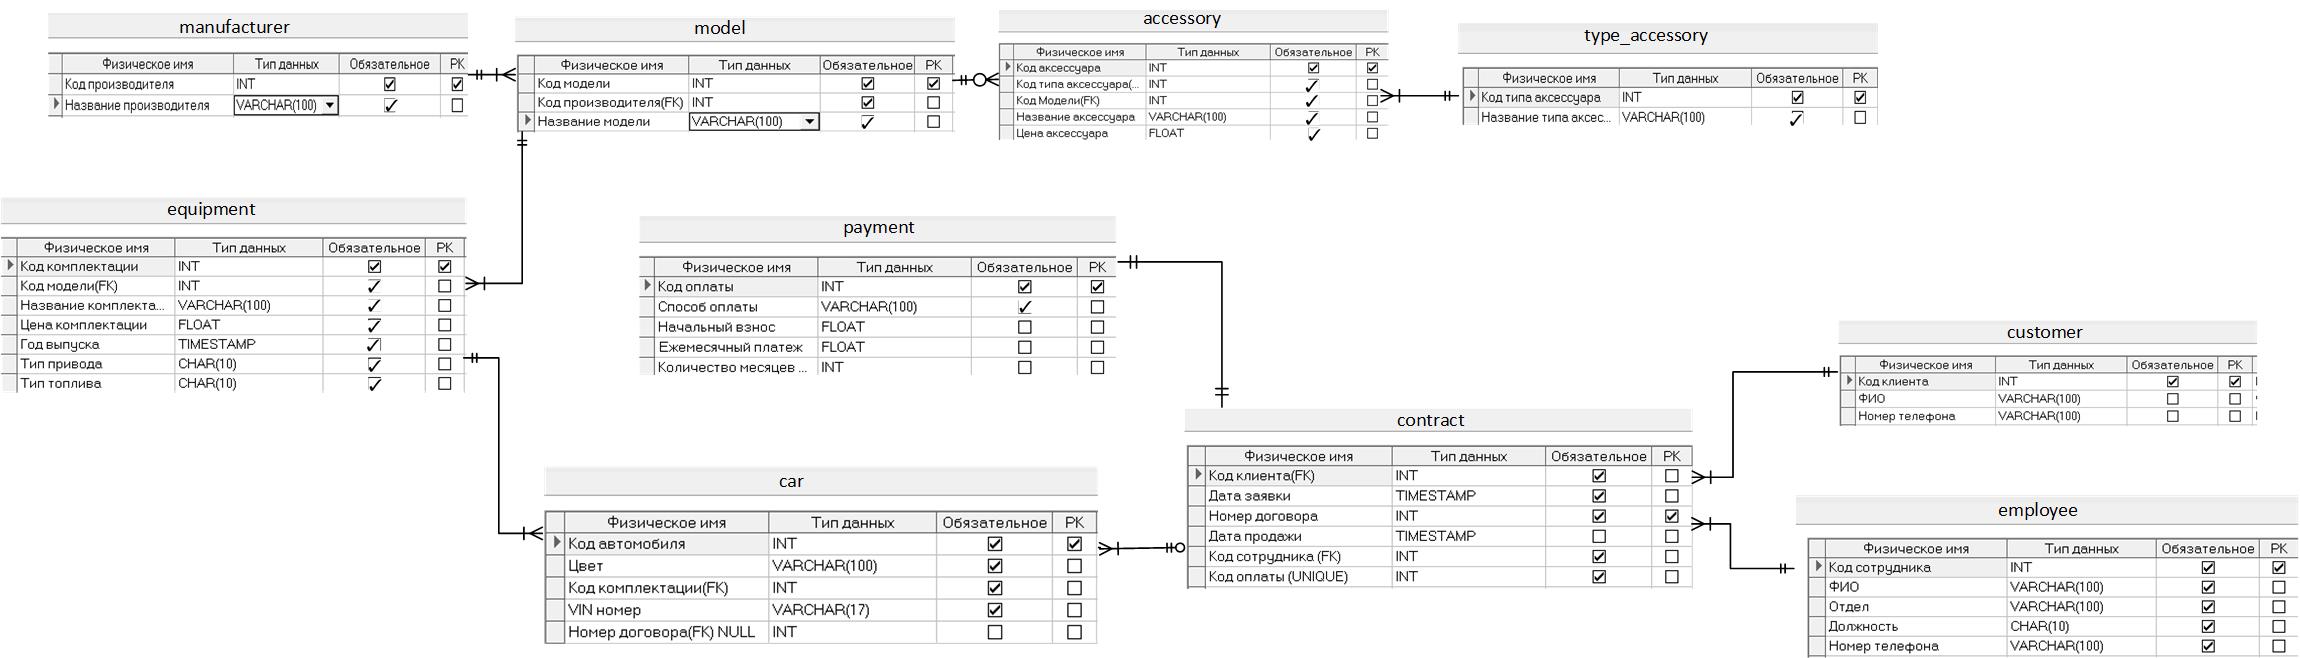 manufacturer
Физическое имя Тип данных Обязательное PK
Код производителя INT
Название производителя VARCHAR(100)
model
Физическое имя Тип данных Обязательное PK
Код модели INT
Код производителя(FK) INT
Название модели VARCHAR(100)
accessory
Физическое имя Тип данных Обязательное PK
Код аксессуара INT
Код типа аксессуара(... INT
Код Модели(FK) INT
Название аксессуара VARCHAR(100)
Цена аксессуара FLOAT
type_accessory
Физическое имя Тип данных Обязательное PK
Код типа аксессуара INT
Название типа аксес... VARCHAR(100)
equipment
Физическое имя Тип данных Обязательное PK
Код комплектации INT
Код модели(FK) INT
Название комплекта... VARCHAR(100)
Цена комплектации FLOAT
Год выпуска TIMESTAMP
Тип привода CHAR(10)
Тип топлива CHAR(10)
payment
Физическое имя Тип данных Обязательное PK
Код оплаты INT
Способ оплаты VARCHAR(100)
Начальный взнос FLOAT
Ежемесячный платеж FLOAT
Количество месяцев ... INT
customer
Физическое имя Тип данных Обязательное PK
Код клиента INT
ФИО VARCHAR(100)
Номер телефона VARCHAR(100)
contract
Физическое имя Тип данных Обязательное PK
Код клиента(FK) INT
Дата заявки TIMESTAMP
Номер договора INT
Дата продажи TIMESTAMP
Код сотрудника (FK) INT
Код оплаты (UNIQUE) INT
car
Физическое имя Тип данных Обязательное PK
Код автомобиля INT
Цвет VARCHAR(100)
Код комплектации(FK) INT
VIN номер VARCHAR(17)
Номер договора(FK) NULL INT
employee
Физическое имя Тип данных Обязательное PK
Код сотрудника INT
ФИО VARCHAR(100)
Отдел VARCHAR(100)
Должность CHAR(10)
Номер телефона VARCHAR(100)